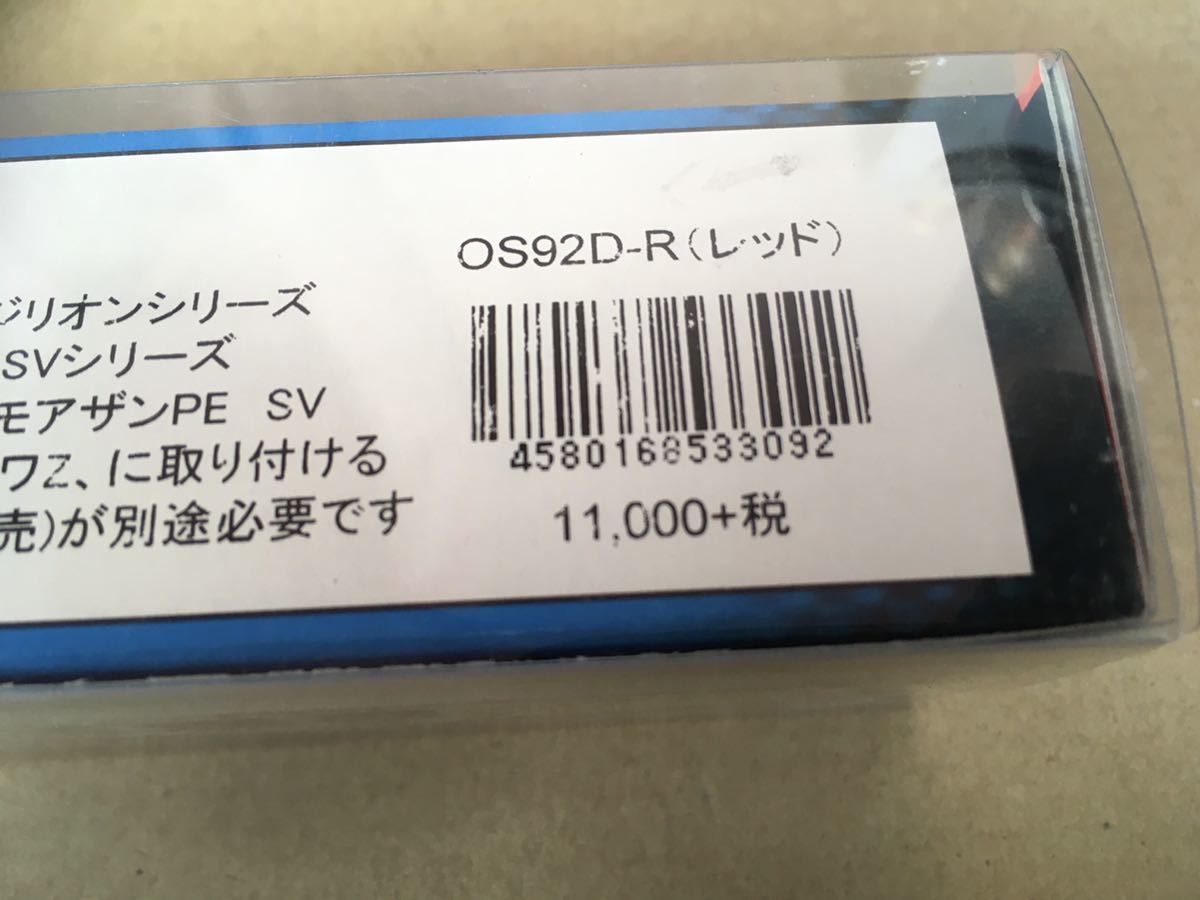 OS92D-R(レッド)
ジリオンシリーズ
SVシリーズ
モアザンPE SV
ワZ、に取り付ける
売)が別途必要です
4580168533092
11,000+税